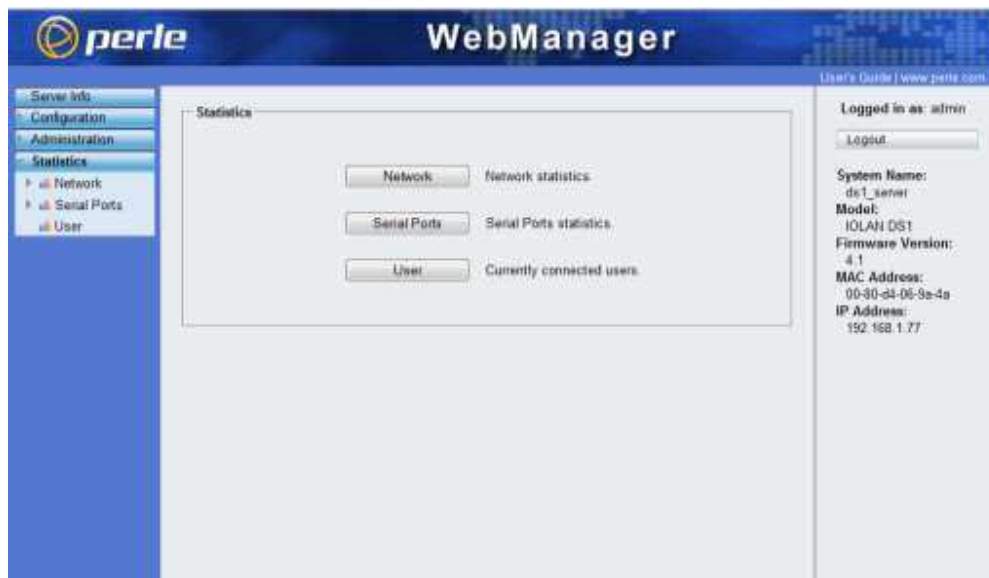 perle
WebManager
User's Guide | www.perle.com
Server Info
Configuration
Administration
Statistics
Network
Serial Ports
User
Statistics
Network
Network statistics.
Serial Ports
Serial Ports statistics.
User
Currently connected users.
Logged in as: admin
Logout
System Name:
ds1_server
Model:
IOLAN DS1
Firmware Version:
4.1
MAC Address:
00-80-d4-06-9a-4a
IP Address:
192.168.1.77